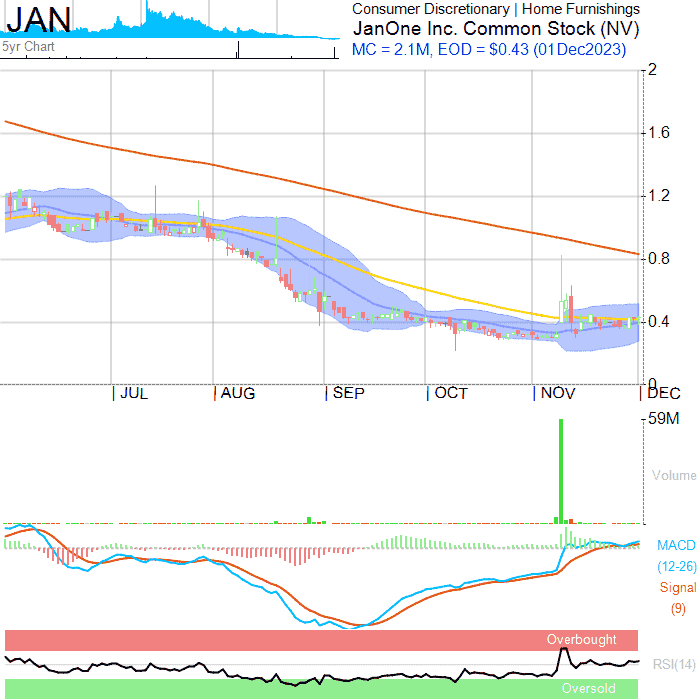 JAN
5yr Chart
Consumer Discretionary | Home Furnishings
JanOne Inc. Common Stock (NV)
MC = 2.1M, EOD = $0.43 (01Dec2023)
2
1.6
1.2
0.8
0.4
0
JUL AUG SEP OCT NOV DEC
59M
Volume
MACD
(12-26)
Signal
(9)
Overbought
RSI(14)
Oversold